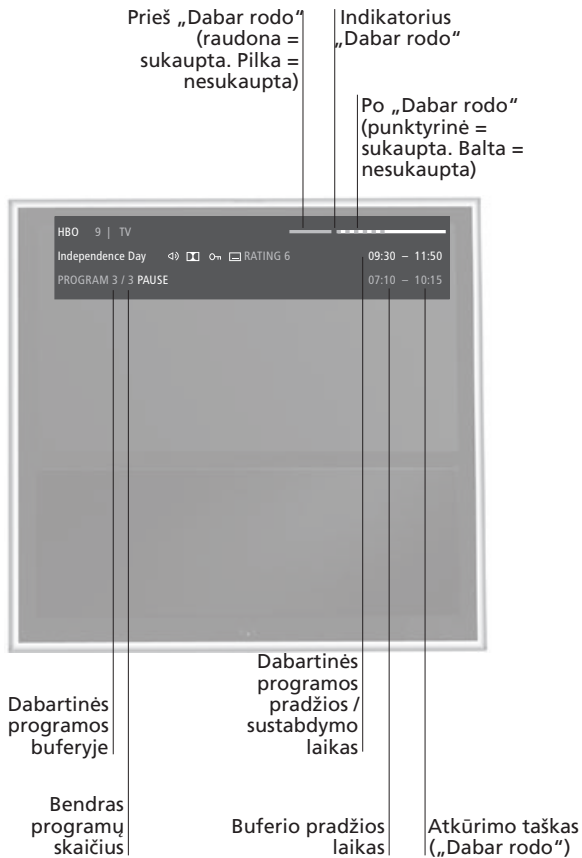 Prieš „Dabar rodo“
(raudona =
sukaupta. Pilka =
nesukaupta)
Indikatorius
„Dabar rodo“
Po „Dabar rodo“
(punktyrinė =
sukaupta. Balta =
nesukaupta)
HBO 9 | TV
Independence Day RATING 6 09:30 – 11:50
PROGRAM 3 / 3 PAUSE 07:10 – 10:15
Dabartinės
programos
buferyje
Dabartinės
programos
pradžios /
sustabdymo
laikas
Bendras
programų
skaičius
Buferio pradžios
laikas
Atkūrimo taškas
(„Dabar rodo“)